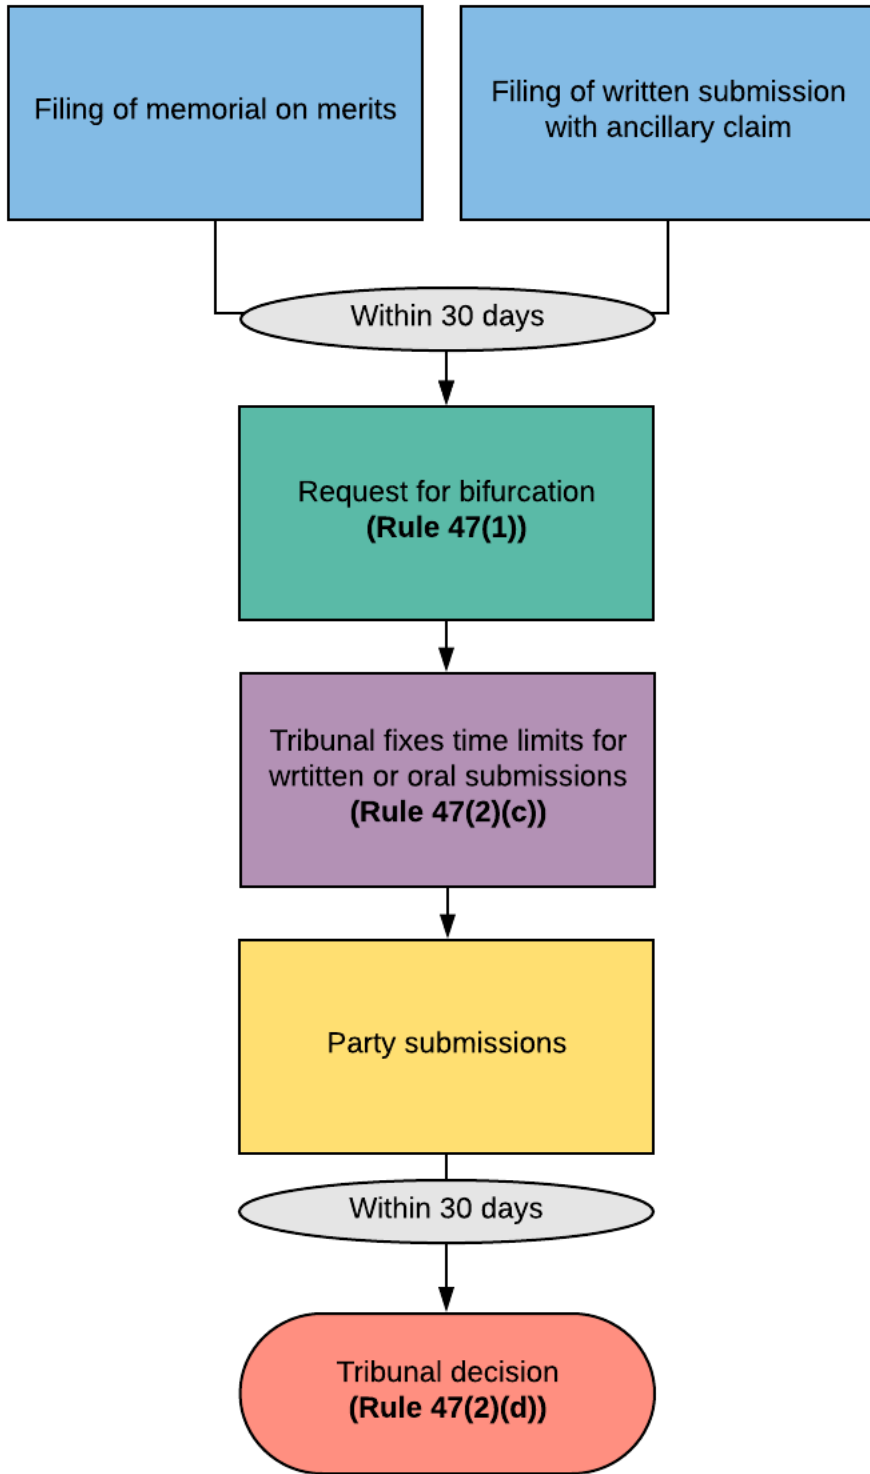 Filing of memorial on merits
Filing of written submission
with ancillary claim
Within 30 days
Request for bifurcation
(Rule 47(1))
Tribunal fixes time limits for
wrtitten or oral submissions
(Rule 47(2)(c))
Party submissions
Within 30 days
Tribunal decision
(Rule 47(2)(d))